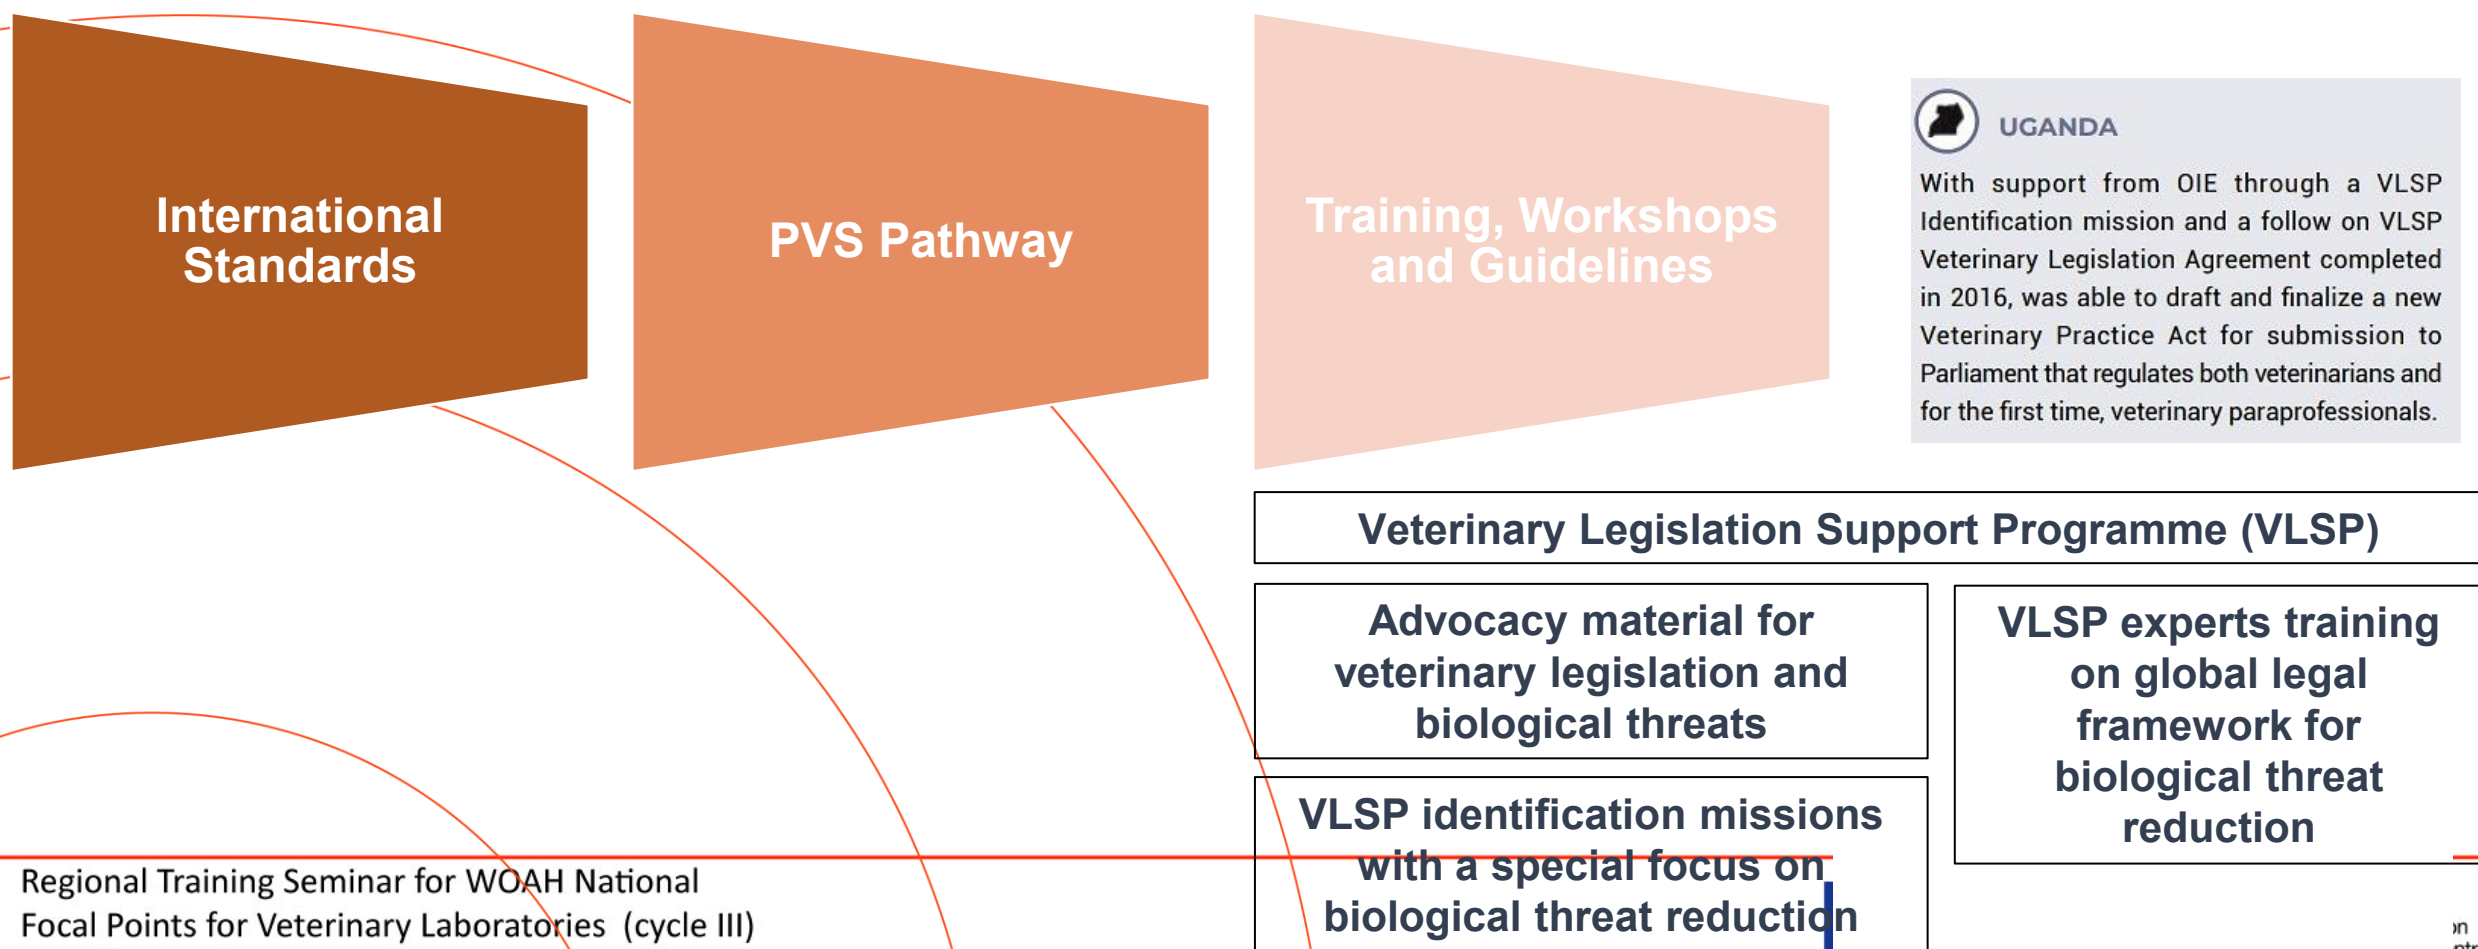 International
Standards
PVS Pathway
Training, Workshops
and Guidelines
UGANDA
With support from OIE through a VLSP
Identification mission and a follow on VLSP
Veterinary Legislation Agreement completed
in 2016, was able to draft and finalize a new
Veterinary Practice Act for submission to
Parliament that regulates both veterinarians and
for the first time, veterinary paraprofessionals.
Veterinary Legislation Support Programme (VLSP)
Advocacy material for
veterinary legislation and
biological threats
VLSP experts training
on global legal
framework for
biological threat
reduction
VLSP identification missions
with a special focus on
biological threat reduction
Regional Training Seminar for WOAH National
Focal Points for Veterinary Laboratories (cycle III)